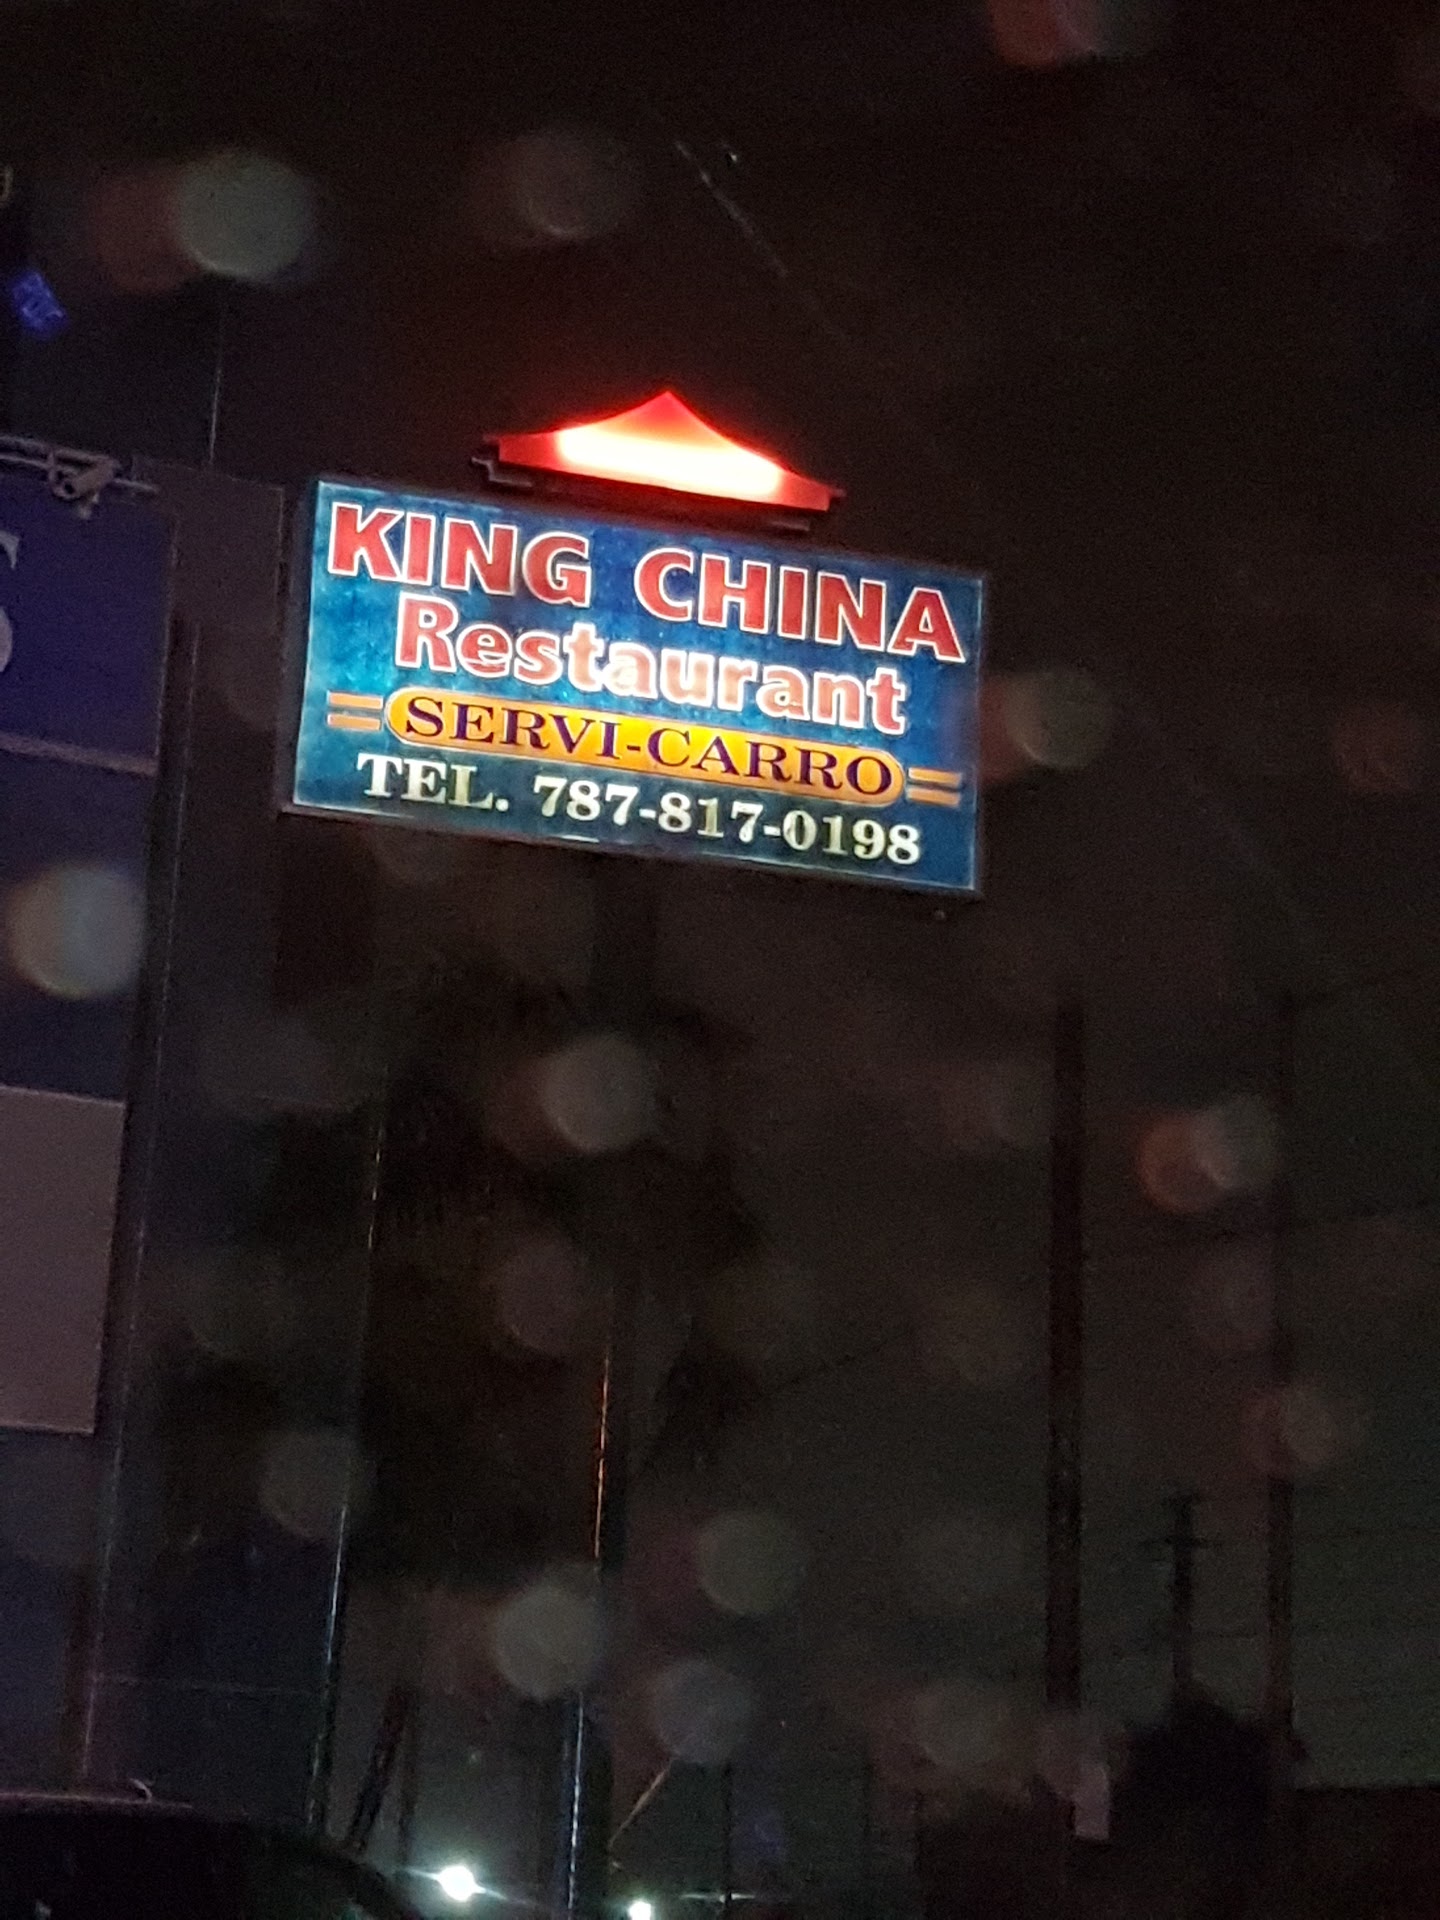 KING CHINA
Restaurant
SERVI-CARRO
TEL. 787-817-0198